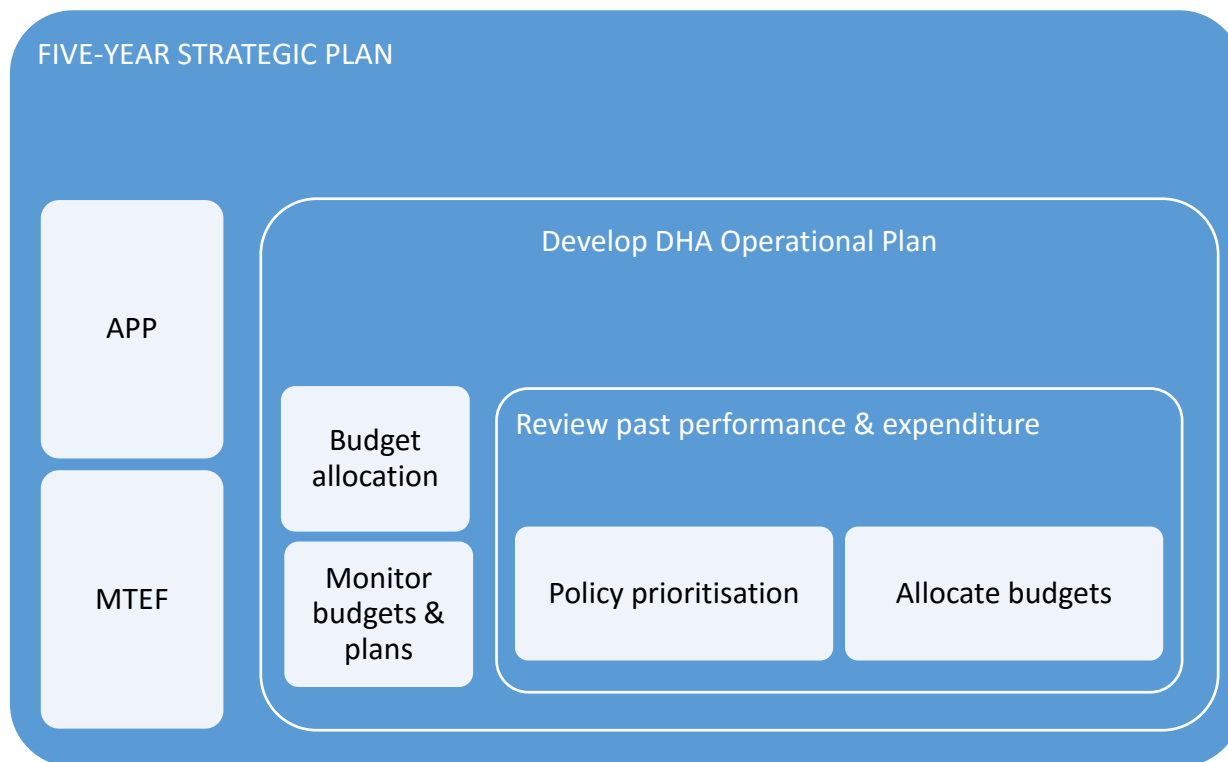 FIVE-YEAR STRATEGIC PLAN
APP
MTEF
Develop DHA Operational Plan
Budget
allocation
Monitor
budgets &
plans
Review past performance & expenditure
Policy prioritisation
Allocate budgets